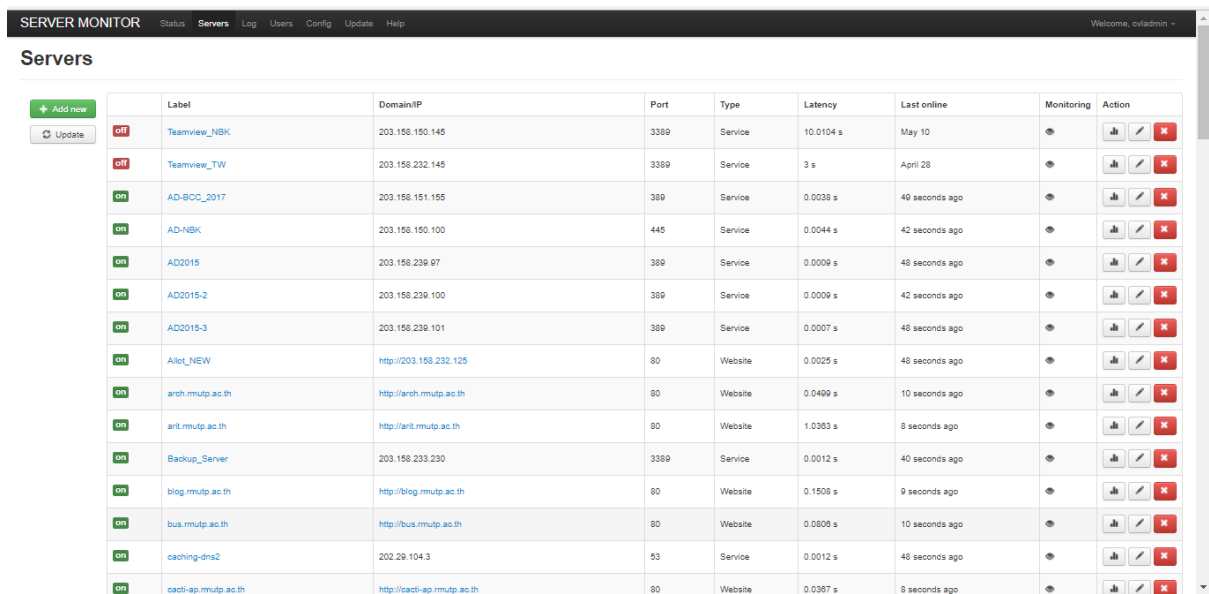 SERVER MONITOR Status Servers Log Users Config Update Help Welcome, cvladmin
Servers
Add new
Update
Label Domain/IP Port Type Latency Last online Monitoring Action
off Teamview_NBK 203.158.150.145 3389 Service 10.0104 s May 10
off Teamview_TW 203.158.232.145 3389 Service 3 s April 28
on AD-BCC_2017 203.158.151.155 389 Service 0.0038 s 49 seconds ago
on AD-NBK 203.158.150.100 445 Service 0.0044 s 42 seconds ago
on AD2015 203.158.239.97 389 Service 0.0009 s 48 seconds ago
on AD2015-2 203.158.239.100 389 Service 0.0009 s 42 seconds ago
on AD2015-3 203.158.239.101 389 Service 0.0007 s 48 seconds ago
on Allot_NEW http://203.158.232.125 80 Website 0.0025 s 48 seconds ago
on arch.rmutp.ac.th http://arch.rmutp.ac.th 80 Website 0.0499 s 10 seconds ago
on arit.rmutp.ac.th http://arit.rmutp.ac.th 80 Website 1.0363 s 8 seconds ago
on Backup_Server 203.158.233.230 3389 Service 0.0012 s 40 seconds ago
on blog.rmutp.ac.th http://blog.rmutp.ac.th 80 Website 0.1508 s 9 seconds ago
on bus.rmutp.ac.th http://bus.rmutp.ac.th 80 Website 0.0806 s 10 seconds ago
on caching-dns2 202.29.104.3 53 Service 0.0012 s 48 seconds ago
on cacti-ap.rmutp.ac.th http://cacti-ap.rmutp.ac.th 80 Website 0.0367 s 8 seconds ago